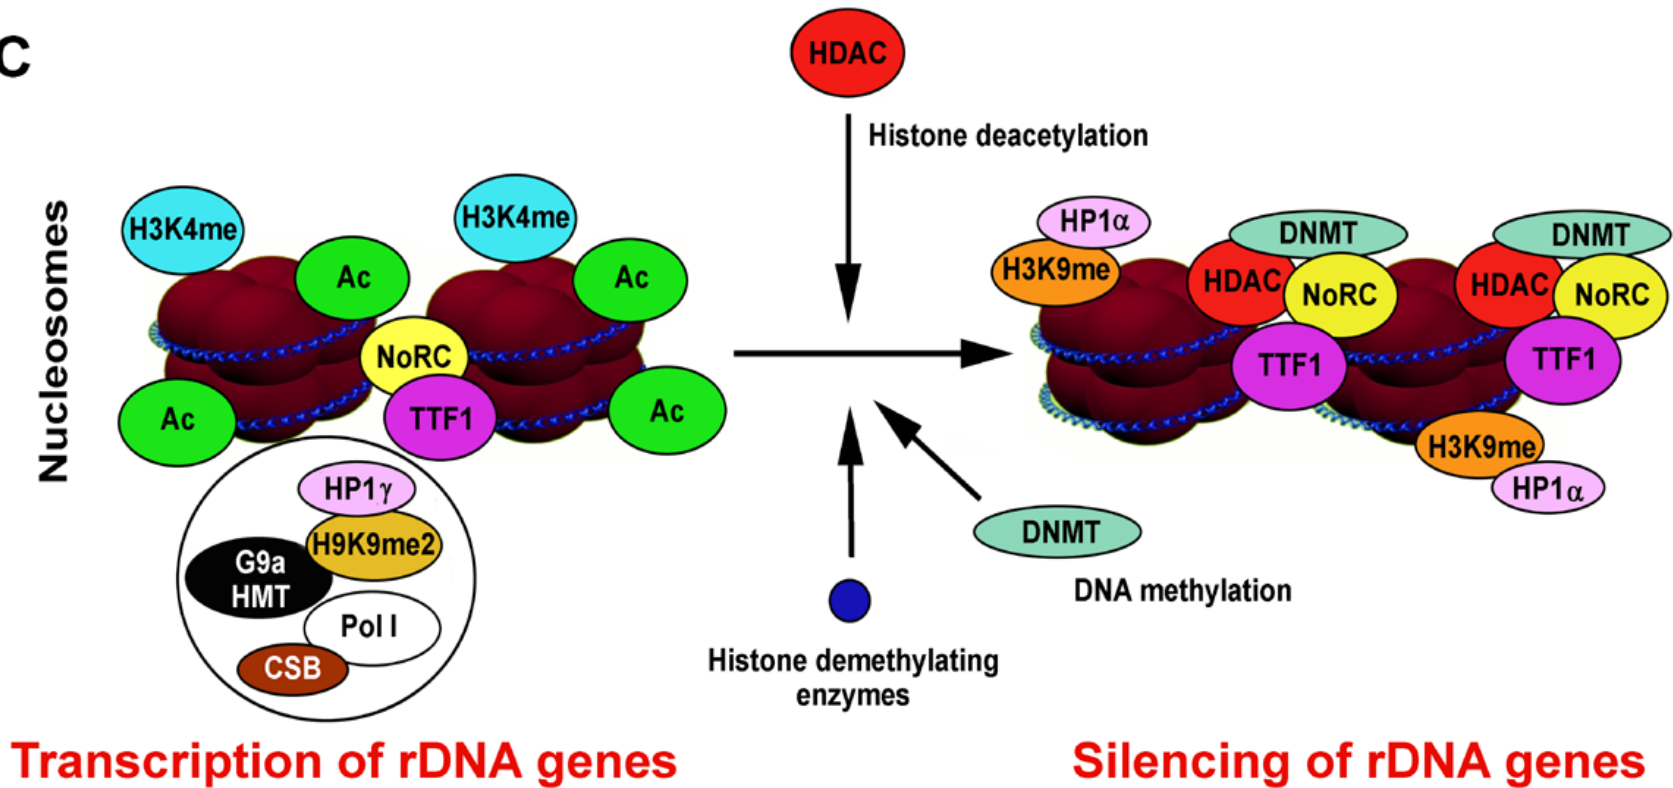 C
HDAC
Histone deacetylation
Nucleosomes
H3K4me
H3K4me
Ac
Ac
NoRC
TTF1
Ac
Ac
HP1γ
H9K9me2
G9a
HMT
Pol I
CSB
HP1α
H3K9me
DNMT
HDAC
NoRC
TTF1
DNMT
HDAC
NoRC
TTF1
H3K9me
HP1α
DNMT
DNA methylation
Histone demethylating
enzymes
Transcription of rDNA genes
Silencing of rDNA genes